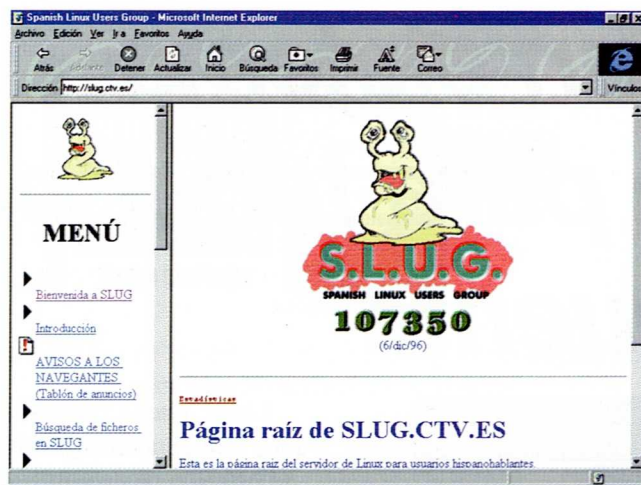 Spanish Linux Users Group - Microsoft Internet Explorer
Archivo Edición Ver Ir a Favoritos Ayuda
Atrás Adelante Detener Actualizar Inicio Búsqueda Favoritos Imprimir Fuente Correo
Dirección http://slug.ctv.es/ Vínculos
MENÚ
Bienvenida a SLUG
Introducción
AVISOS A LOS
NAVEGANTES
(Tablón de anuncios)
Búsqueda de ficheros
en SLUG
S.L.U.G.
SPANISH LINUX USERS GROUP
107350
(6/dic/96)
Estadísticas
Página raíz de SLUG.CTV.ES
Esta es la página raiz del servidor de Linux para usuarios hispanohablantes.